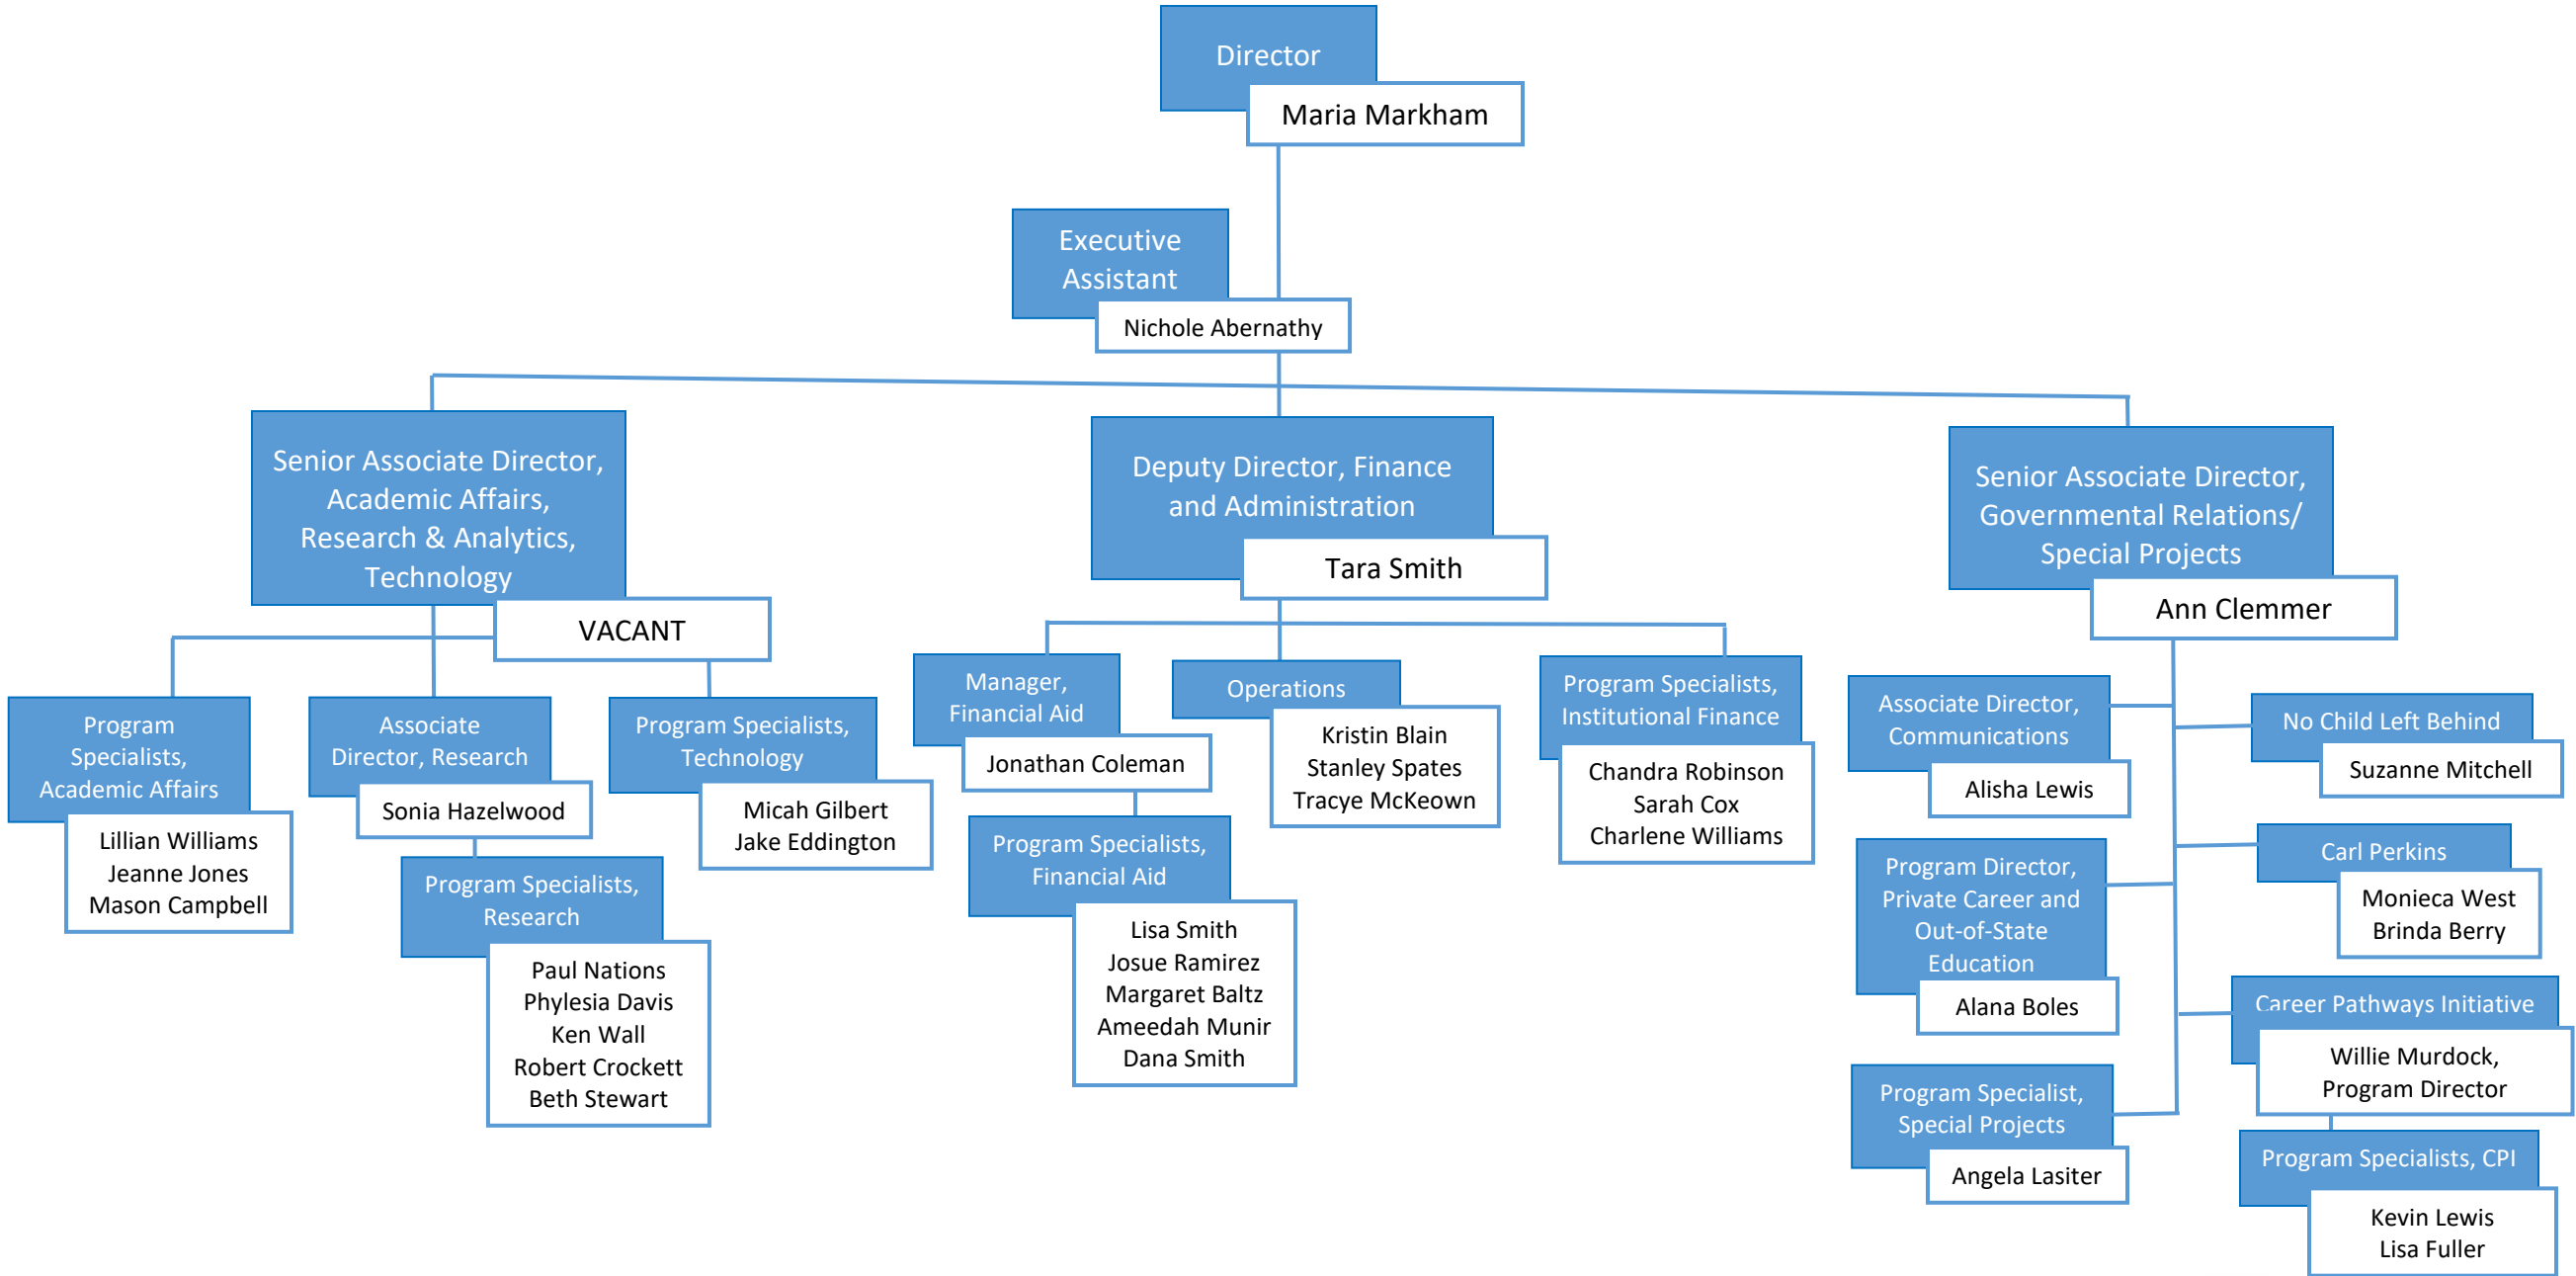 Director
Maria Markham
Executive
Assistant
Nichole Abernathy
Senior Associate Director,
Academic Affairs,
Research & Analytics,
Technology
VACANT
Program
Specialists,
Academic Affairs
Lillian Williams
Jeanne Jones
Mason Campbell
Associate
Director, Research
Sonia Hazelwood
Program Specialists,
Research
Paul Nations
Phylesia Davis
Ken Wall
Robert Crockett
Beth Stewart
Program Specialists,
Technology
Micah Gilbert
Jake Eddington
Deputy Director, Finance
and Administration
Tara Smith
Manager,
Financial Aid
Jonathan Coleman
Program Specialists,
Financial Aid
Lisa Smith
Josue Ramirez
Margaret Baltz
Ameedah Munir
Dana Smith
Operations
Kristin Blain
Stanley Spates
Tracye McKeown
Program Specialists,
Institutional Finance
Chandra Robinson
Sarah Cox
Charlene Williams
Senior Associate Director,
Governmental Relations/
Special Projects
Ann Clemmer
Associate Director,
Communications
Alisha Lewis
Program Director,
Private Career and
Out-of-State
Education
Alana Boles
Program Specialist,
Special Projects
Angela Lasiter
No Child Left Behind
Suzanne Mitchell
Carl Perkins
Monieca West
Brinda Berry
Career Pathways Initiative
Willie Murdock,
Program Director
Program Specialists, CPI
Kevin Lewis
Lisa Fuller